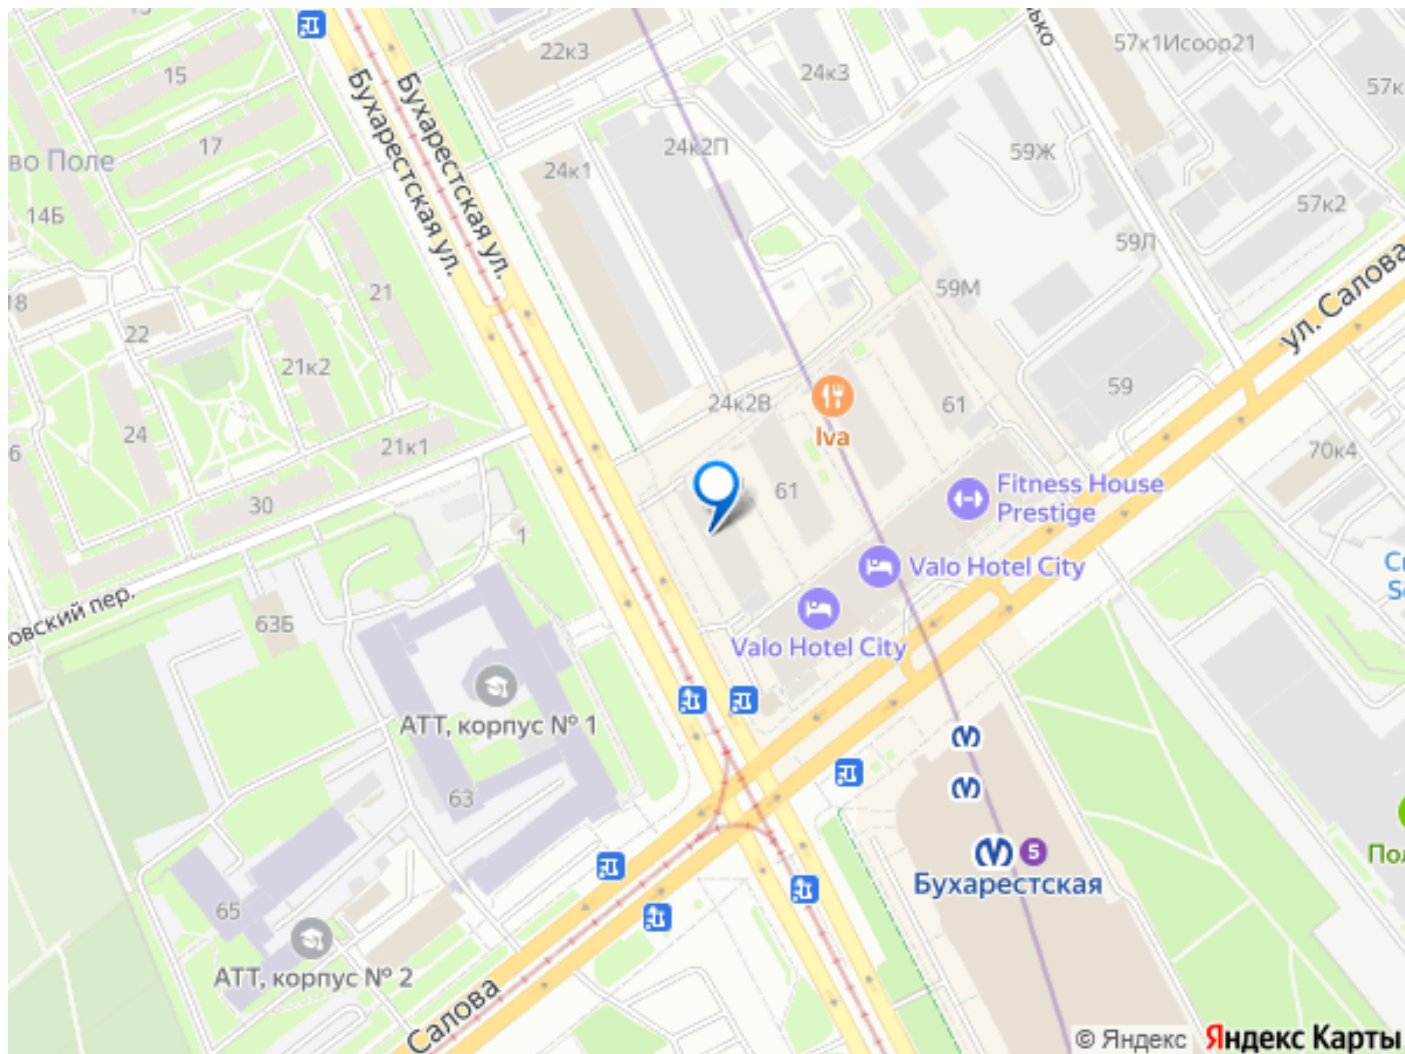 13
22к3
57к1Исоор21
24к3
15
57к
Бухарестская ул.
Бухарестская ул.
17
24к2П
59Ж
во Поле
24к1
14Б
57к2
59Л
ул. Салова
21
59М
18
22
21к2
59
Iva
24к2В
61
24
21к1
70к4
6
61
Fitness House
Prestige
30
1
Valo Hotel City
овский пер.
63Б
Valo Hotel City
АТТ, корпус № 1
63
5
Бухарестская
По
65
АТТ, корпус № 2
Салова
© Яндекс
Яндекс Карты